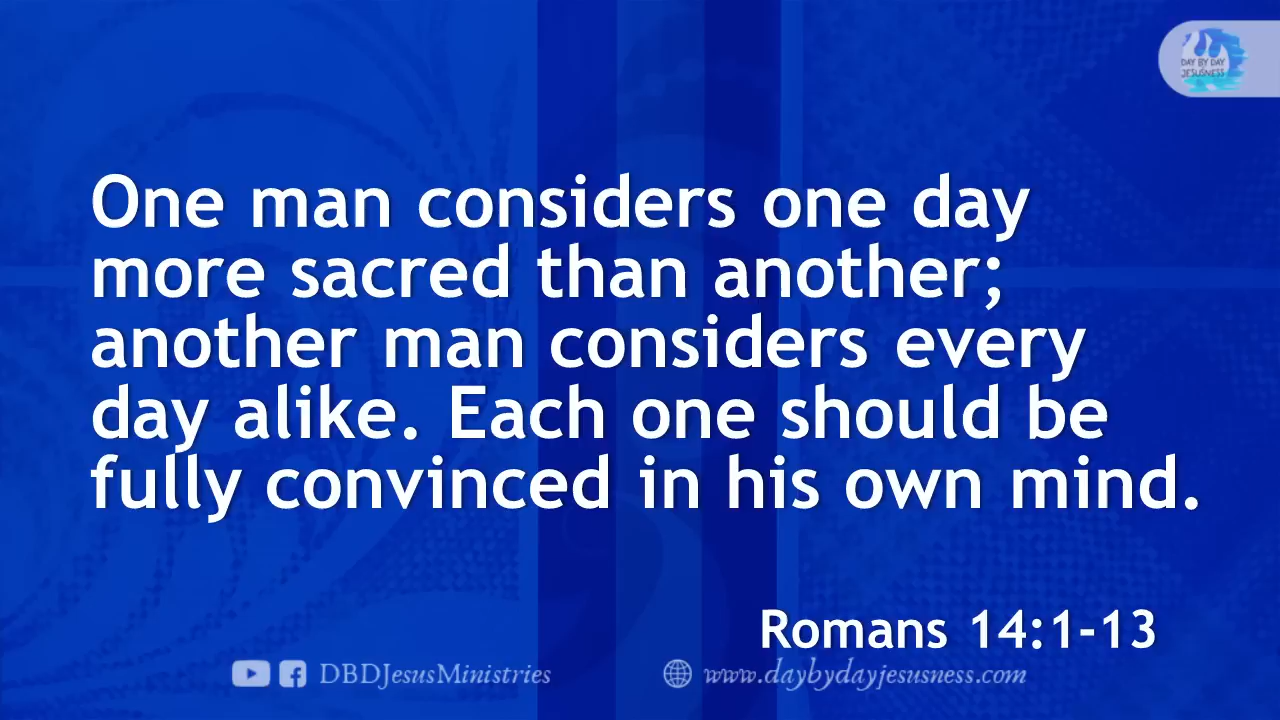 DAY BY DAY
JESUSNESS
One man considers one day
more sacred than another;
another man considers every
day alike. Each one should be
fully convinced in his own mind.
Romans 14:1-13
DBDJesusMinistries
www.daybydayjesusness.com